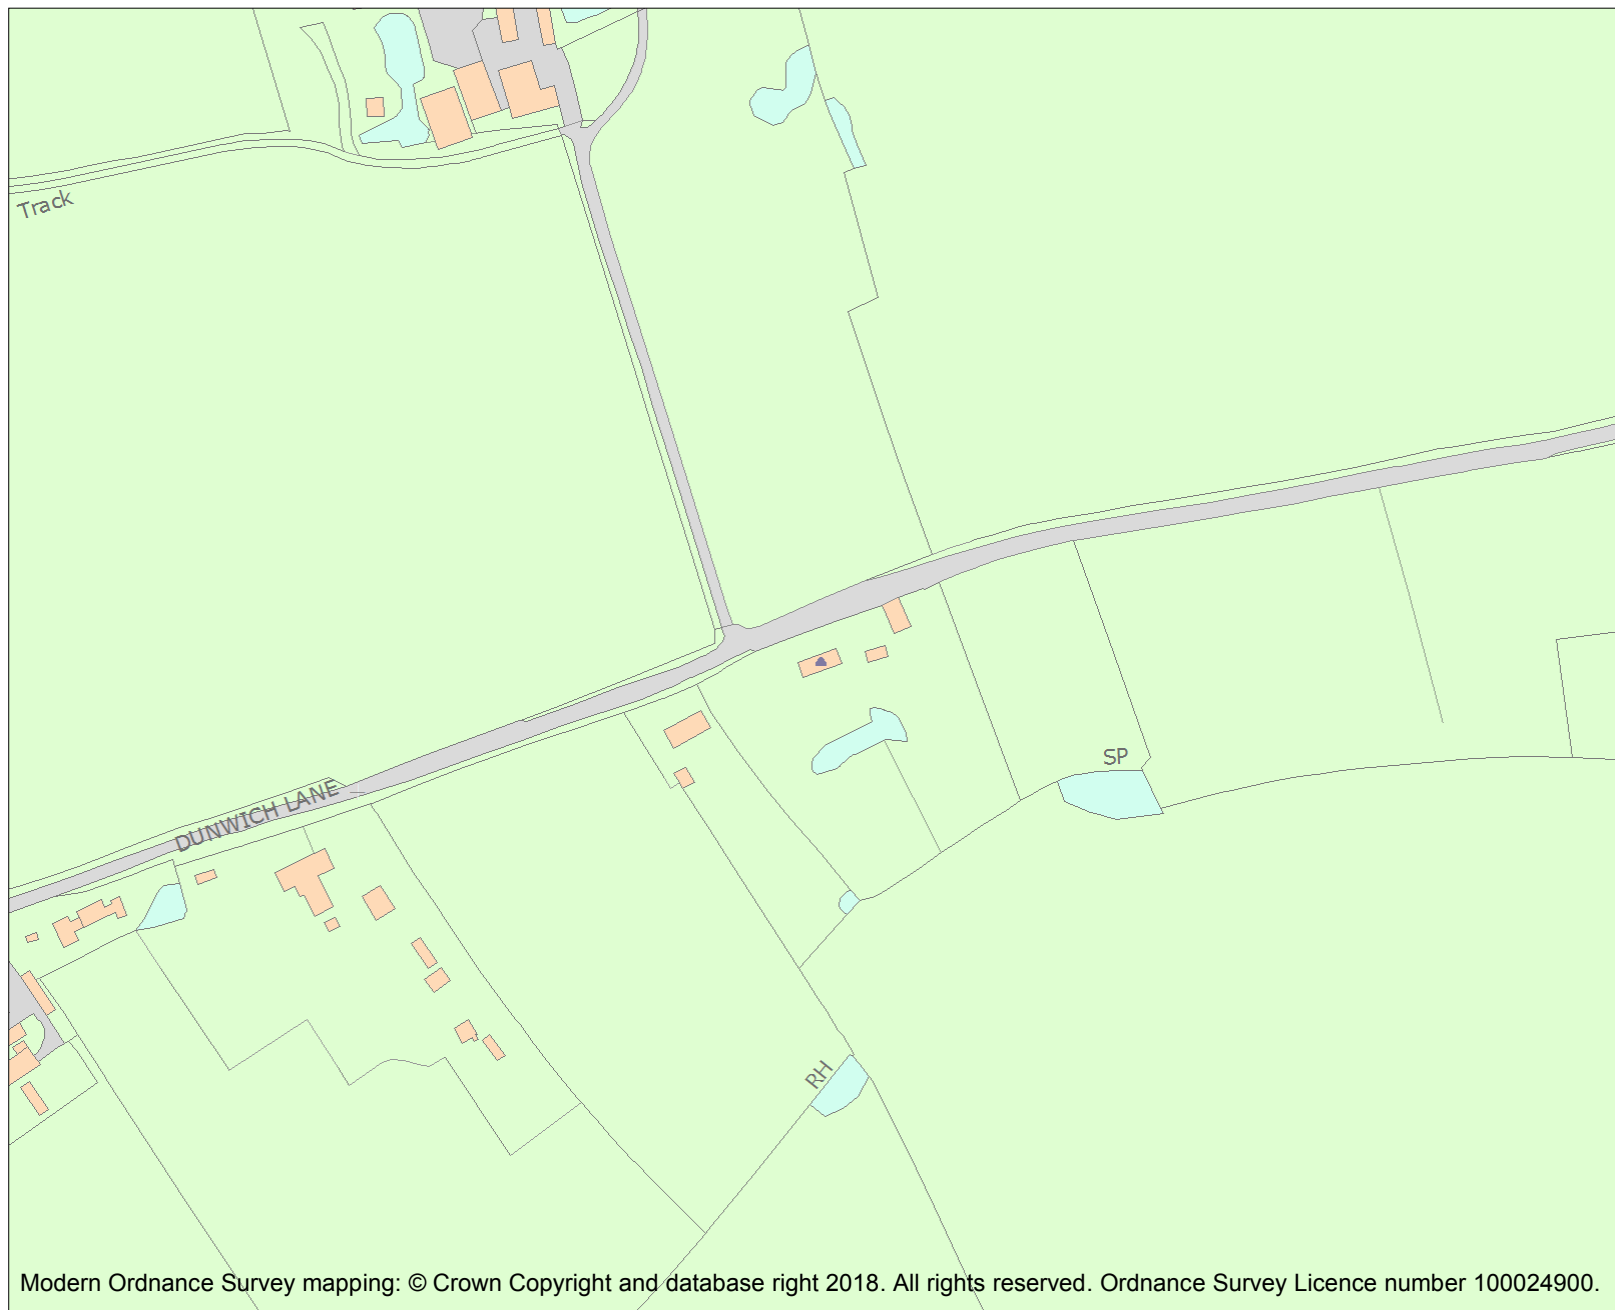 Track
SP
DUNWICH LANE
RH
Modern Ordnance Survey mapping: © Crown Copyright and database right 2018. All rights reserved. Ordnance Survey Licence number 100024900.